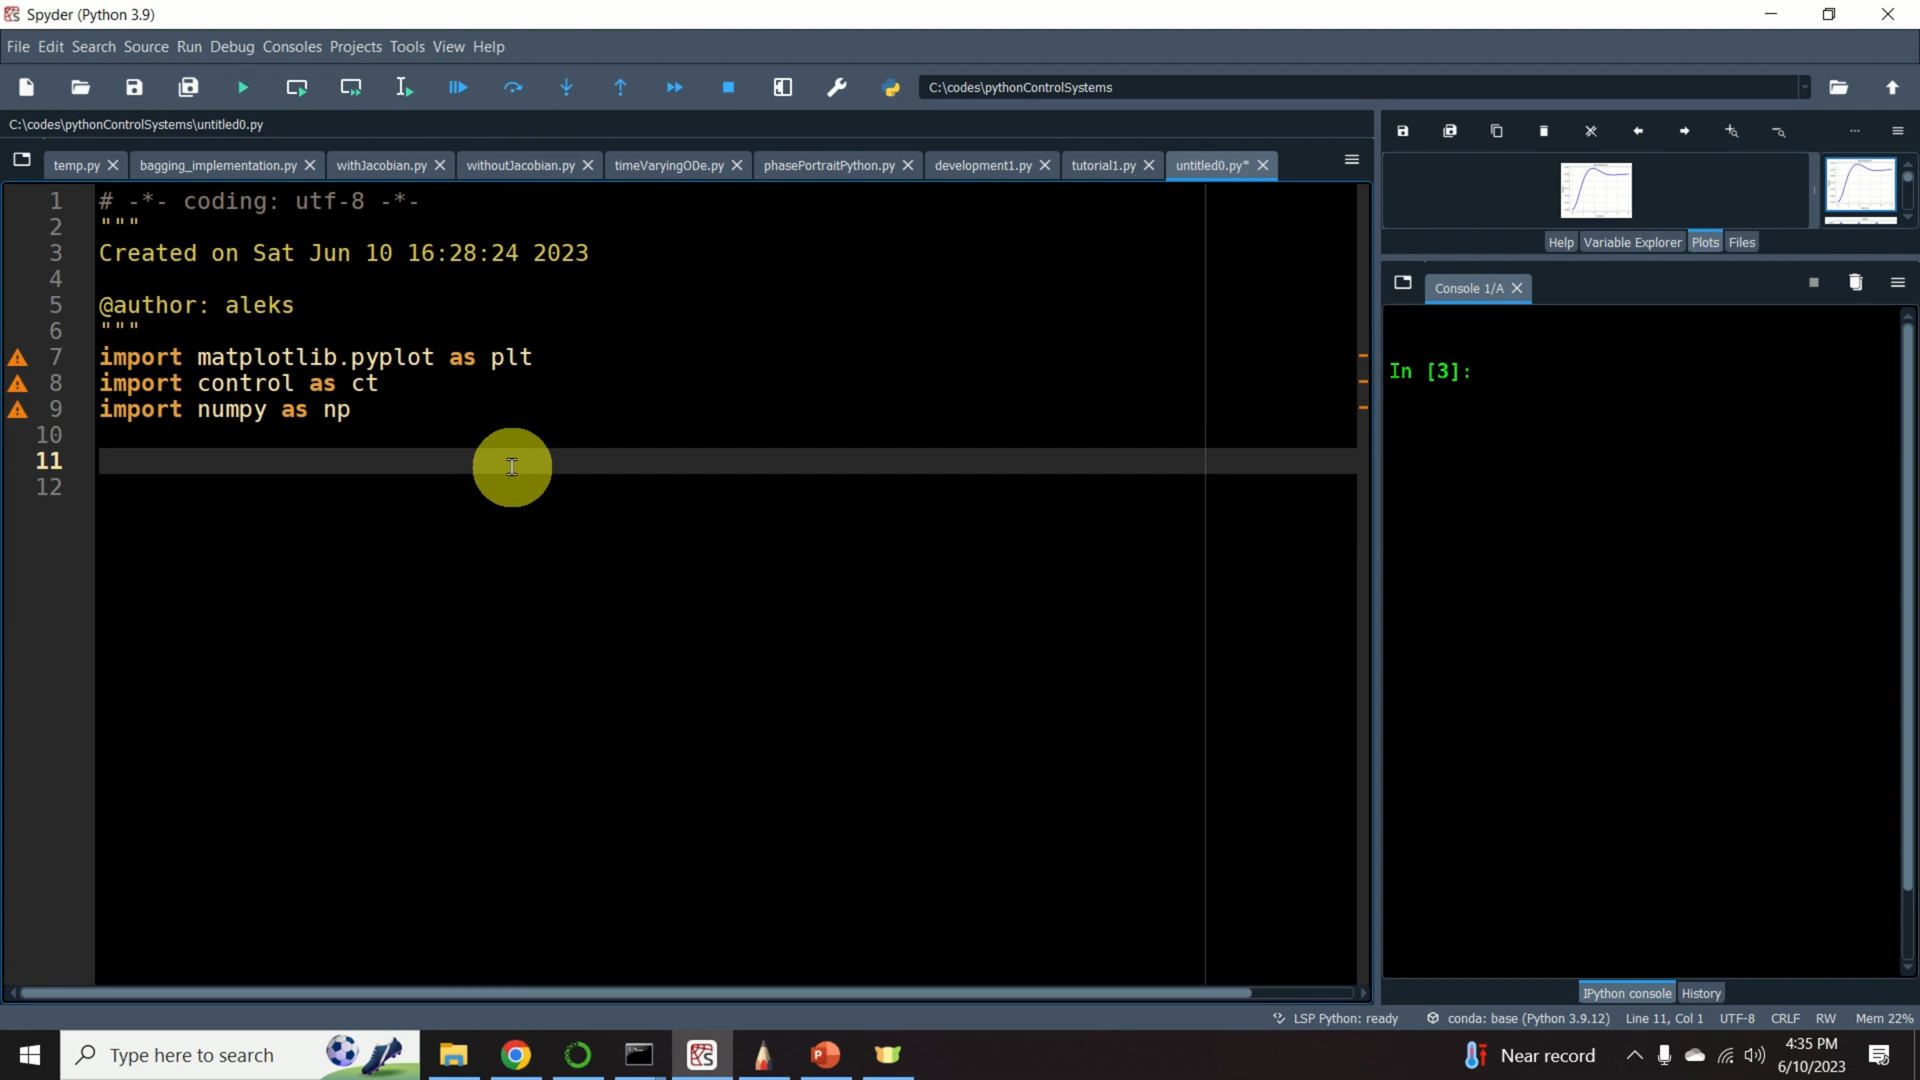 Spyder (Python 3.9)
File Edit Search Source Run Debug Consoles Projects Tools View Help
C:\codes\pythonControlSystems
C:\codes\pythonControlSystems\untitled0.py
temp.py bagging_implementation.py withJacobian.py withoutJacobian.py timeVaryingODe.py phasePortraitPython.py development1.py tutorial1.py untitled0.py*
1 # -*- coding: utf-8 -*-
2 """
3 Created on Sat Jun 10 16:28:24 2023
4
5 @author: aleks
6 """
7 import matplotlib.pyplot as plt
8 import control as ct
9 import numpy as np
10
11
12
Help Variable Explorer Plots Files
Console 1/A
In [3]:
IPython console History
LSP Python: ready conda: base (Python 3.9.12) Line 11, Col 1 UTF-8 CRLF RW Mem 22%
Type here to search
Near record
4:35 PM
6/10/2023